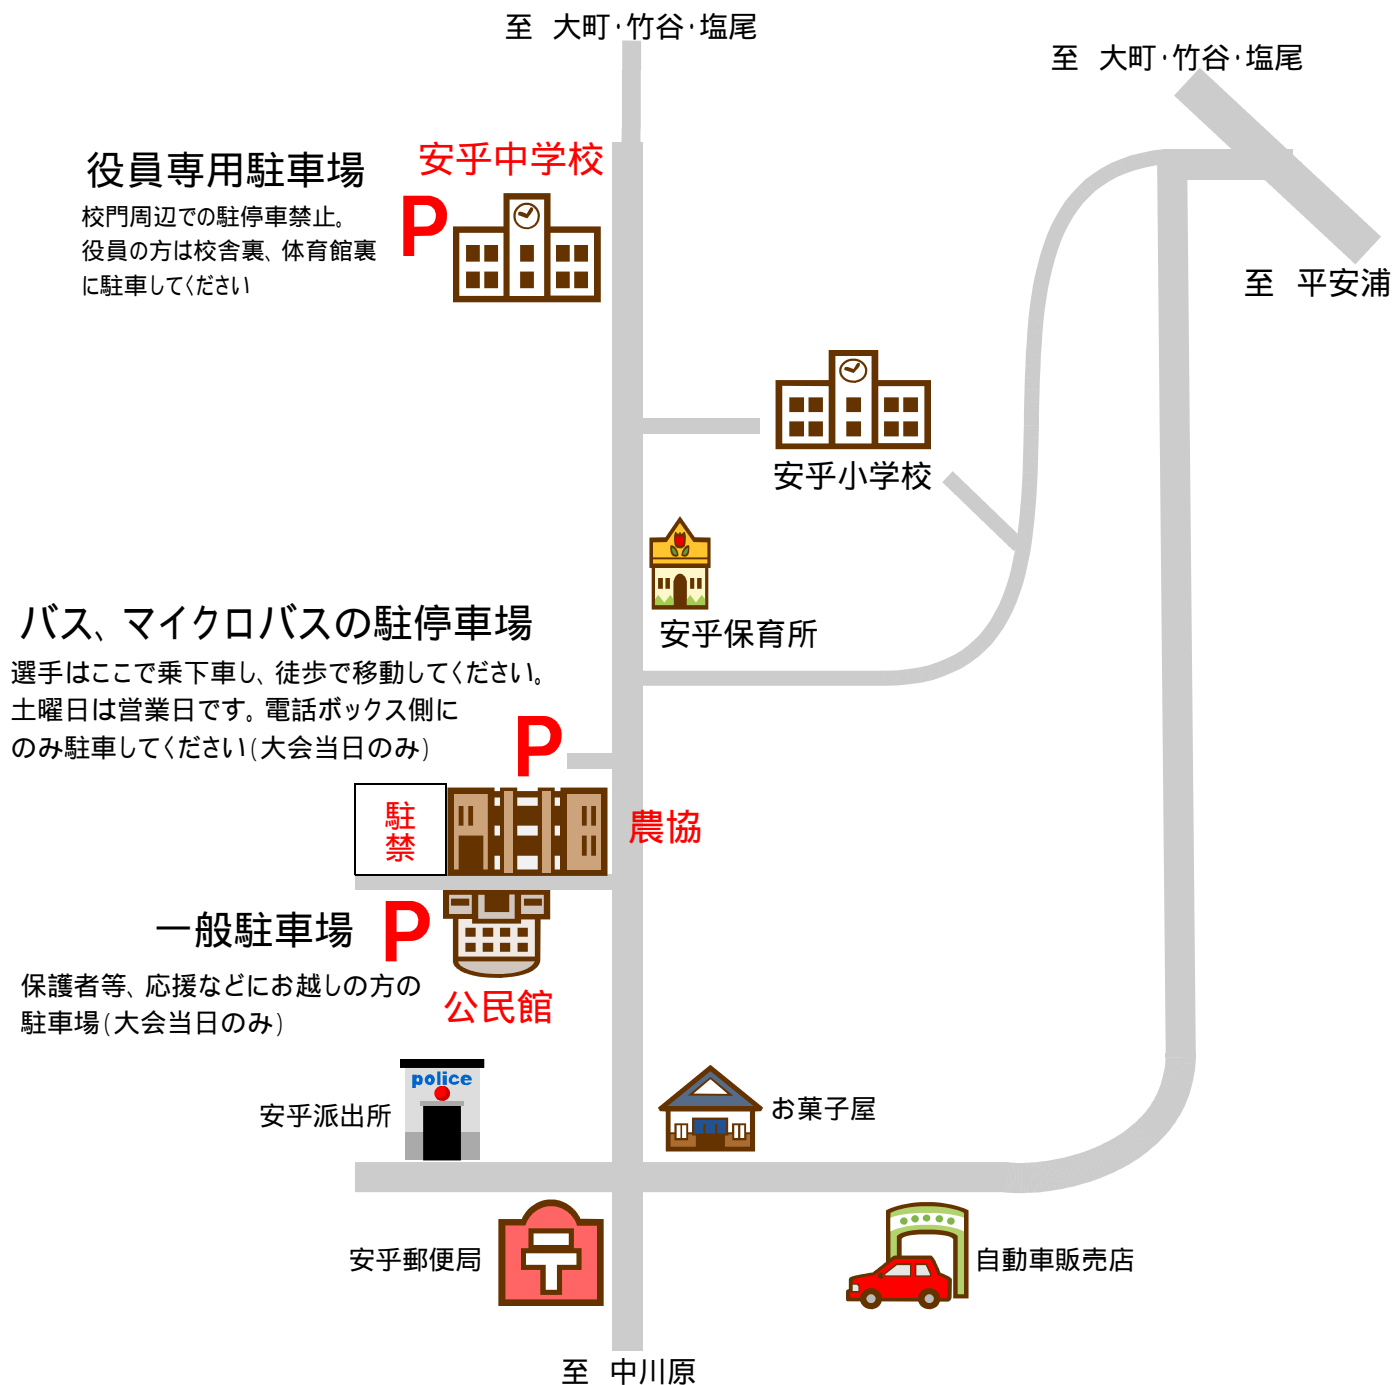 至　大町・竹谷・塩尾
至　大町・竹谷・塩尾
至　平安浦
安乎中学校
役員専用駐車場
P
校門周辺での駐停車禁止。
役員の方は校舎裏、体育館裏
に駐車してください
安乎小学校
安乎保育所
バス、マイクロバスの駐停車場
選手はここで乗下車し、徒歩で移動してください。
土曜日は営業日です。電話ボックス側に
のみ駐車してください(大会当日のみ)
P
駐
禁
農協
一般駐車場
P
保護者等、応援などにお越しの方の
駐車場(大会当日のみ)
公民館
police
安乎派出所
お菓子屋
安乎郵便局
自動車販売店
至　中川原